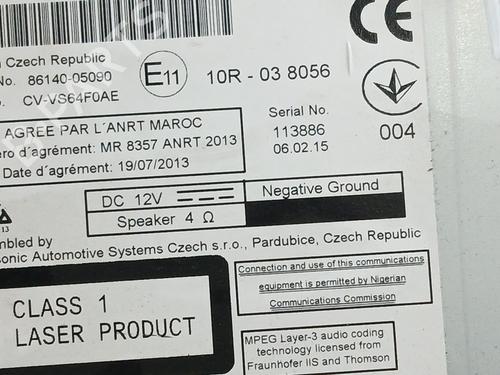 Czech Republic
No. 86140-05090
CV-VS64F0AE
E11
10R - 03 8056
CE
004
AGREE PAR L´ANRT MAROC
d´agrément: MR 8357 ANRT 2013
Date d´agrément: 19/07/2013
Serial No.
113886
06.02.15
DC 12V
Speaker 4 Ω
Negative Ground
13
by
Automotive Systems Czech s.r.o., Pardubice, Czech Republic
CLASS 1
LASER PRODUCT
Connection and use of this communications
equipment is permitted by Nigerian
Communications Commission
MPEG Layer-3 audio coding
technology licensed from
Fraunhofer IIS and Thomson